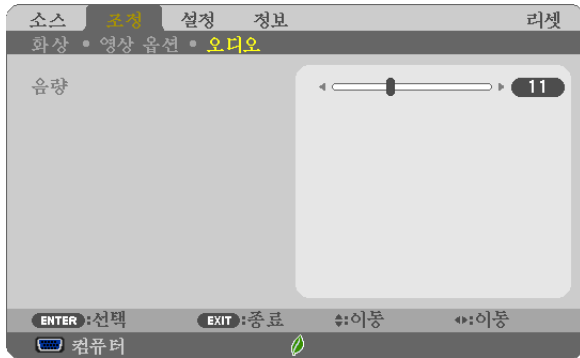 소스 조정 설정 정보 리셋
화상 • 영상 옵션 • 오디오
음량 11
ENTER:선택 EXIT:종료 :이동 :이동
컴퓨터